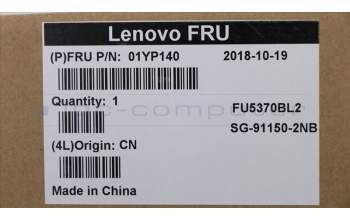 Lenovo FRU
(P)FRU P/N: 01YP140 2018-10-19
Quantity: 1
FU5370BL2
SG-91150-2NB
(4L)Origin: CN
Made in China